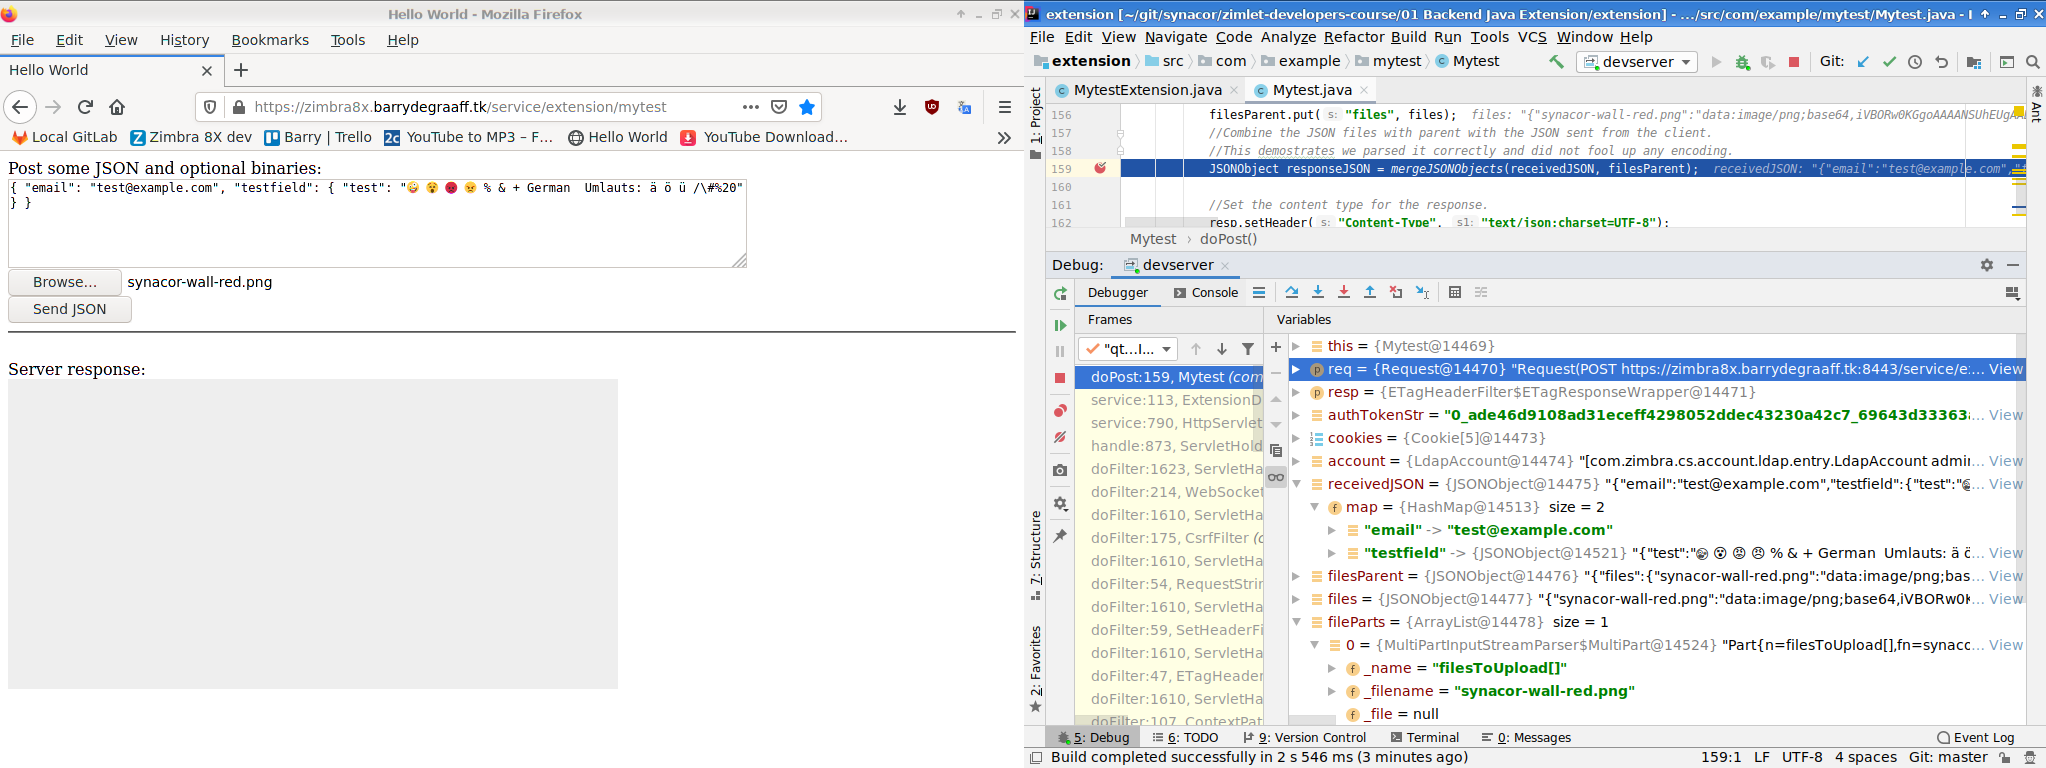 Hello World - Mozilla Firefox
File Edit View History Bookmarks Tools Help
Hello World
https://zimbra8x.barrydegraaff.tk/service/extension/mytest
Local GitLab Zimbra 8X dev Barry | Trello YouTube to MP3 – F... Hello World YouTube Video Download...
Post some JSON and optional binaries:
{ "email": "test@example.com", "testfield": { "test": "😜 😲 😡 😠 % & + German  Umlauts: ä ö ü /\#%20"
} }
Browse... synacor-wall-red.png
Send JSON
Server response:
extension [~/git/synacor/zimlet-developers-course/01 Backend Java Extension/extension] - .../src/com/example/mytest/Mytest.java - I
File Edit View Navigate Code Analyze Refactor Build Run Tools VCS Window Help
extension src com example mytest Mytest devserver Git:
MytestExtension.java Mytest.java
156 filesParent.put( s: "files", files); files: "{"synacor-wall-red.png":"data:image/png;base64,iVBORw0KGgoAAAANSUhEUgA
157 //Combine the JSON files with parent with the JSON sent from the client.
158 //This demostrates we parsed it correctly and did not fool up any encoding.
159 JSONObject responseJSON = mergeJSONObjects(receivedJSON, filesParent); receivedJSON: "{"email":"test@example.com",
160
161 //Set the content type for the response.
162 resp.setHeader( s: "Content-Type", s1: "text/json;charset=UTF-8");
Mytest › doPost()
Debug: devserver
Debugger Console
Frames Variables
"qt...l...
doPost:159, Mytest (com
service:113, ExtensionD
service:790, HttpServlet
handle:873, ServletHold
doFilter:1623, ServletHa
doFilter:214, WebSocket
doFilter:1610, ServletHa
doFilter:175, CsrfFilter (c
doFilter:1610, ServletHa
doFilter:54, RequestStrin
doFilter:1610, ServletHa
doFilter:59, SetHeaderFi
doFilter:1610, ServletHa
doFilter:47, ETagHeader
doFilter:1610, ServletHa
doFilter:107, ContextPat
this = {Mytest@14469}
req = {Request@14470} "Request(POST https://zimbra8x.barrydegraaff.tk:8443/service/e... View
resp = {ETagHeaderFilter$ETagResponseWrapper@14471}
authTokenStr = "0_ade46d9108ad31eceff4298052ddec43230a42c7_69643d33363... View
cookies = {Cookie[5]@14473}
account = {LdapAccount@14474} "[com.zimbra.cs.account.ldap.entry.LdapAccount admin... View
receivedJSON = {JSONObject@14475} "{"email":"test@example.com","testfield":{"test":"😜... View
map = {HashMap@14513} size = 2
"email" -> "test@example.com"
"testfield" -> {JSONObject@14521} "{"test":"😜 😲 😡 😠 % & + German  Umlauts: ä ö... View
filesParent = {JSONObject@14476} "{"files":{"synacor-wall-red.png":"data:image/png;bas... View
files = {JSONObject@14477} "{"synacor-wall-red.png":"data:image/png;base64,iVBORw0K... View
fileParts = {ArrayList@14478} size = 1
0 = {MultiPartInputStreamParser$MultiPart@14524} "Part{n=filesToUpload[],fn=synaco... View
_name = "filesToUpload[]"
_filename = "synacor-wall-red.png"
_file = null
1: Project
7: Structure
2: Favorites
Ant
5: Debug 6: TODO 9: Version Control Terminal 0: Messages Event Log
Build completed successfully in 2 s 546 ms (3 minutes ago) 159:1 LF UTF-8 4 spaces Git: master